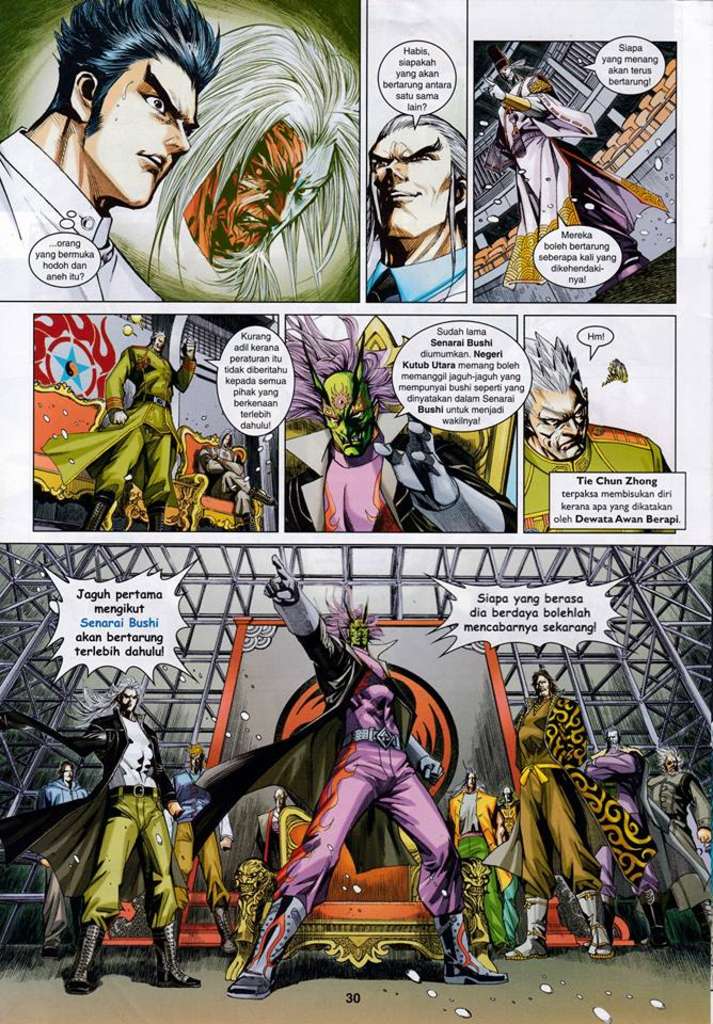 ...orang
yang bermuka
hodoh dan
aneh itu?
Habis,
siapakah
yang akan
bertarung antara
satu sama
lain?
Siapa
yang menang
akan terus
bertarung!
Mereka
boleh bertarung
seberapa kali yang
dikehendaki-
nya!
Kurang
adil kerana
peraturan itu
tidak diberitahu
kepada semua
pihak yang
berkenaan
terlebih
dahulu!
Sudah lama
Senarai Bushi
diumumkan. Negeri
Kutub Utara boleh
memanggil jaguh-jaguh yang
mempunyai bushi seperti yang
dinyatakan dalam Senarai
Bushi untuk menjadi
wakilnya!
Hm!
Tie Chun Zhong
terpaksa membisukan diri
kerana apa yang dikatakan
oleh Dewata Awan Berapi.
Jaguh pertama
mengikut
Senarai Bushi
akan bertarung
terlebih dahulu!
Siapa yang berasa
dia berdaya bolehlah
mencabarnya sekarang!
30